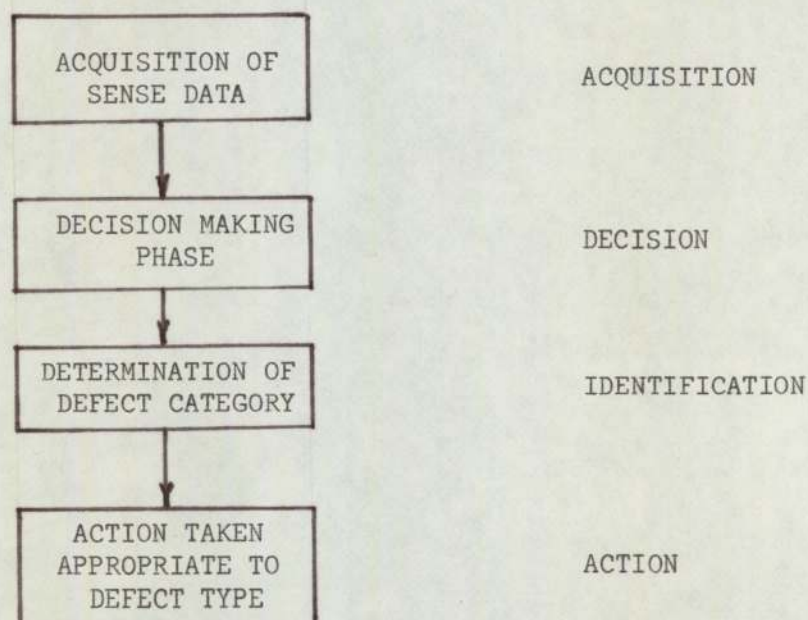 ACQUISITION OF
SENSE DATA
ACQUISITION
DECISION MAKING
PHASE
DECISION
DETERMINATION OF
DEFECT CATEGORY
IDENTIFICATION
ACTION TAKEN
APPROPRIATE TO
DEFECT TYPE
ACTION